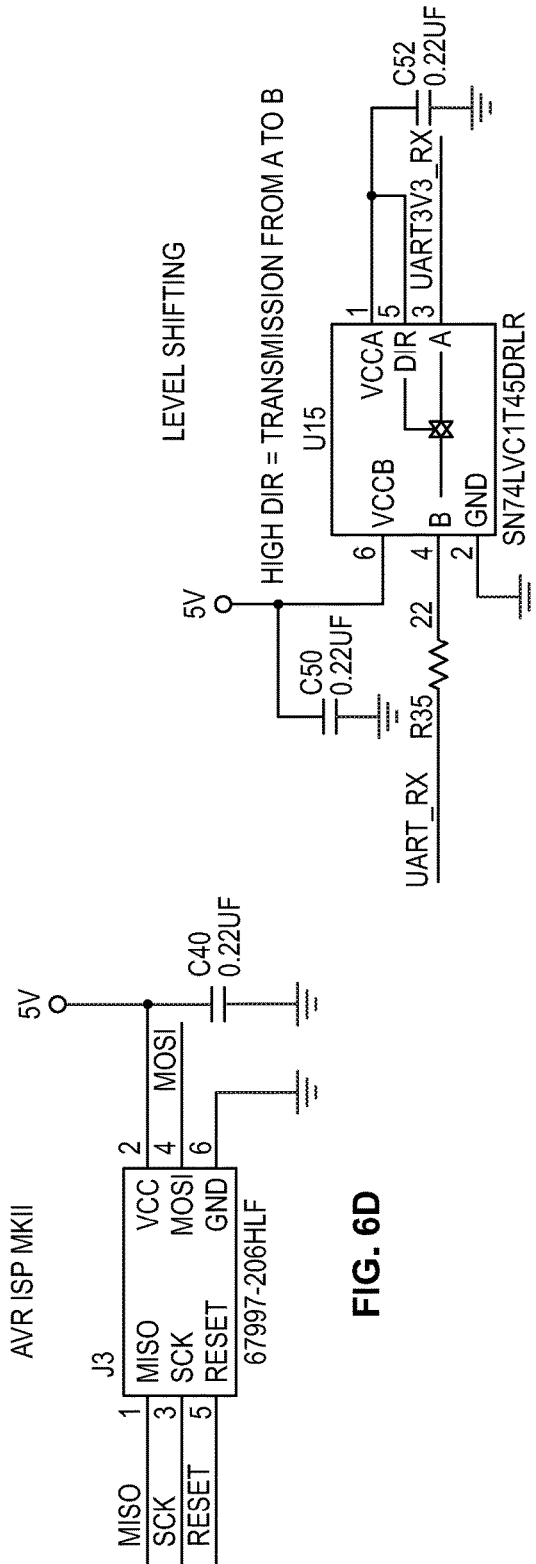 AVR ISP MKII
5V
J3
MISO
1
MISO
VCC
2
SCK
3
SCK
MOSI
4
MOSI
RESET
5
RESET
GND
6
67997-206HLF
C40
0.22UF
FIG. 6D
LEVEL SHIFTING
5V
HIGH DIR = TRANSMISSION FROM A TO B
C50
0.22UF
U15
6
VCCB
VCCA
1
DIR
5
UART_RX
R35
22
4
B
A
3
UART3V3_RX
2
GND
SN74LVC1T45DRLR
C52
0.22UF